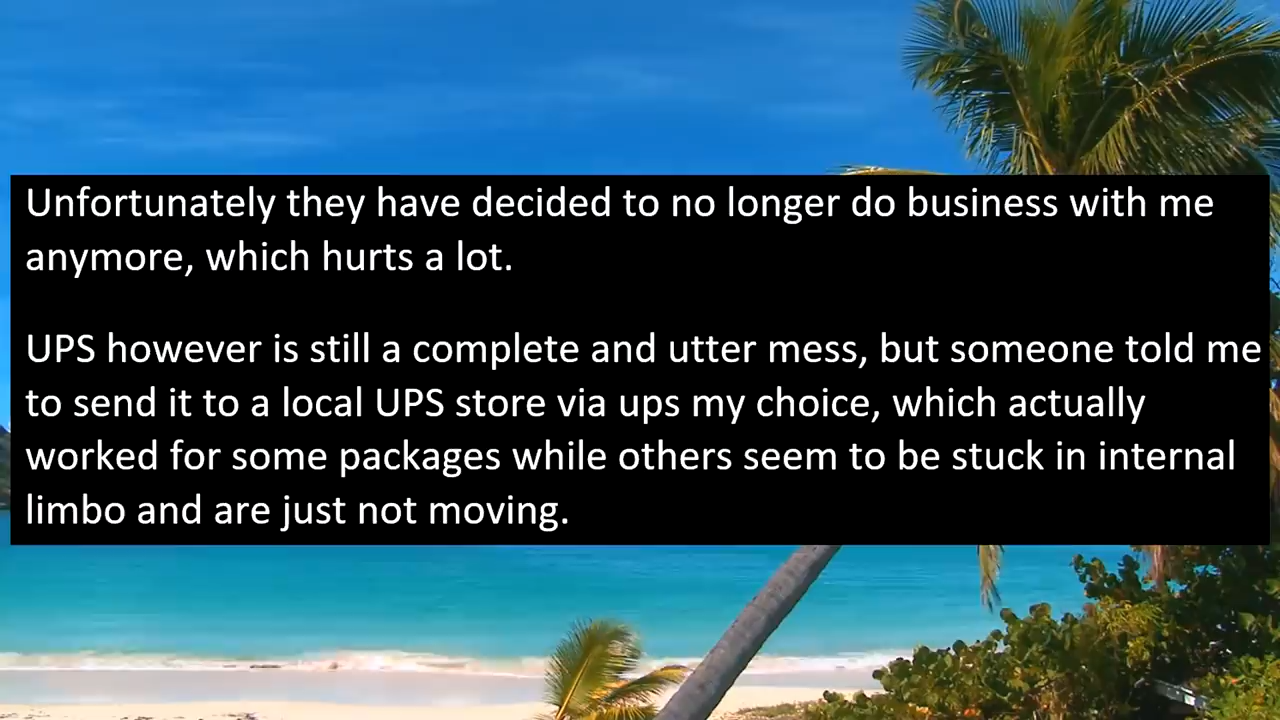 Unfortunately they have decided to no longer do business with me
anymore, which hurts a lot.
UPS however is still a complete and utter mess, but someone told me
to send it to a local UPS store via ups my choice, which actually
worked for some packages while others seem to be stuck in internal
limbo and are just not moving.